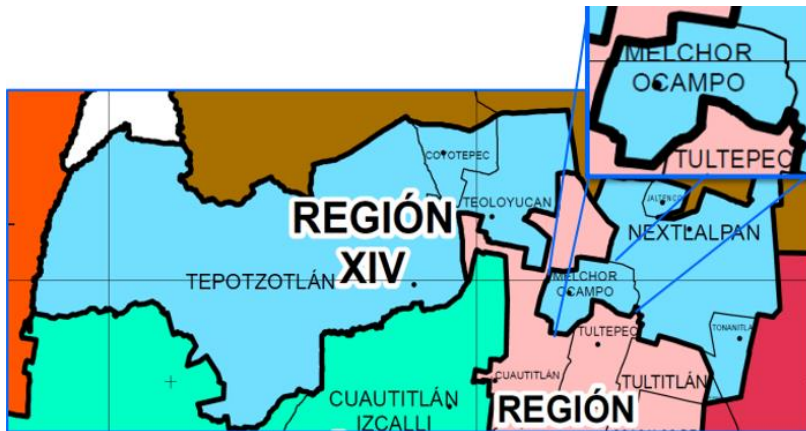 MELCHOR
OCAMPO
TULTEPEC
COYOTEPEC
TEOLOYUCAN
JALTENCO
REGIÓN
XIV
NEXTLALPAN
TEPOTZOTLÁN
MELCHOR
OCAMPO
TULTEPEC
TONANITLA
CUAUTITLÁN
TULTITLÁN
CUAUTITLÁN
IZCALLI
REGIÓN